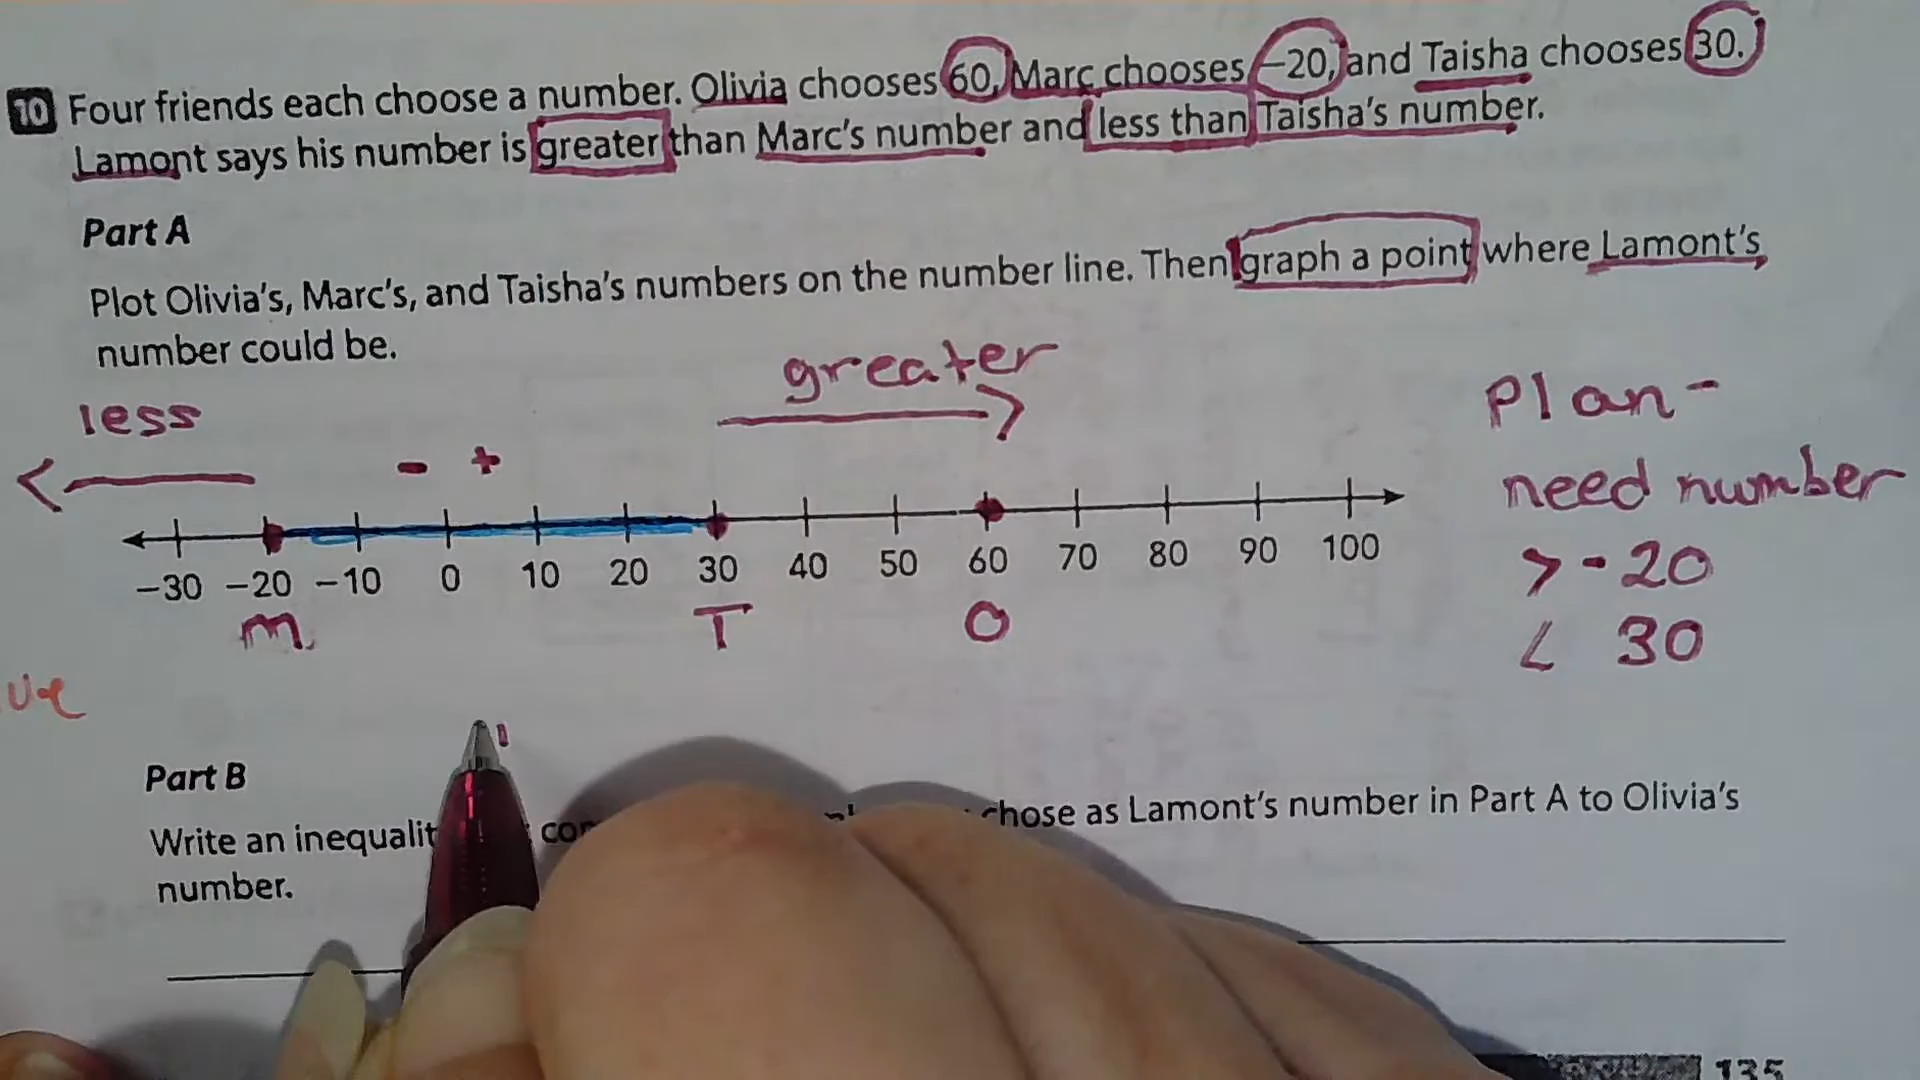 10 Four friends each choose a number. Olivia chooses 60, Marc chooses −20, and Taisha chooses 30.
Lamont says his number is greater than Marc's number and less than Taisha's number.
Part A
Plot Olivia's, Marc's, and Taisha's numbers on the number line. Then graph a point where Lamont's
number could be.
less
greater
plan -
need number
> -20
< 30
- +
−30 −20 −10 0 10 20 30 40 50 60 70 80 90 100
m T O
Part B
Write an chose as Lamont's number in Part A to Olivia's
number.
135